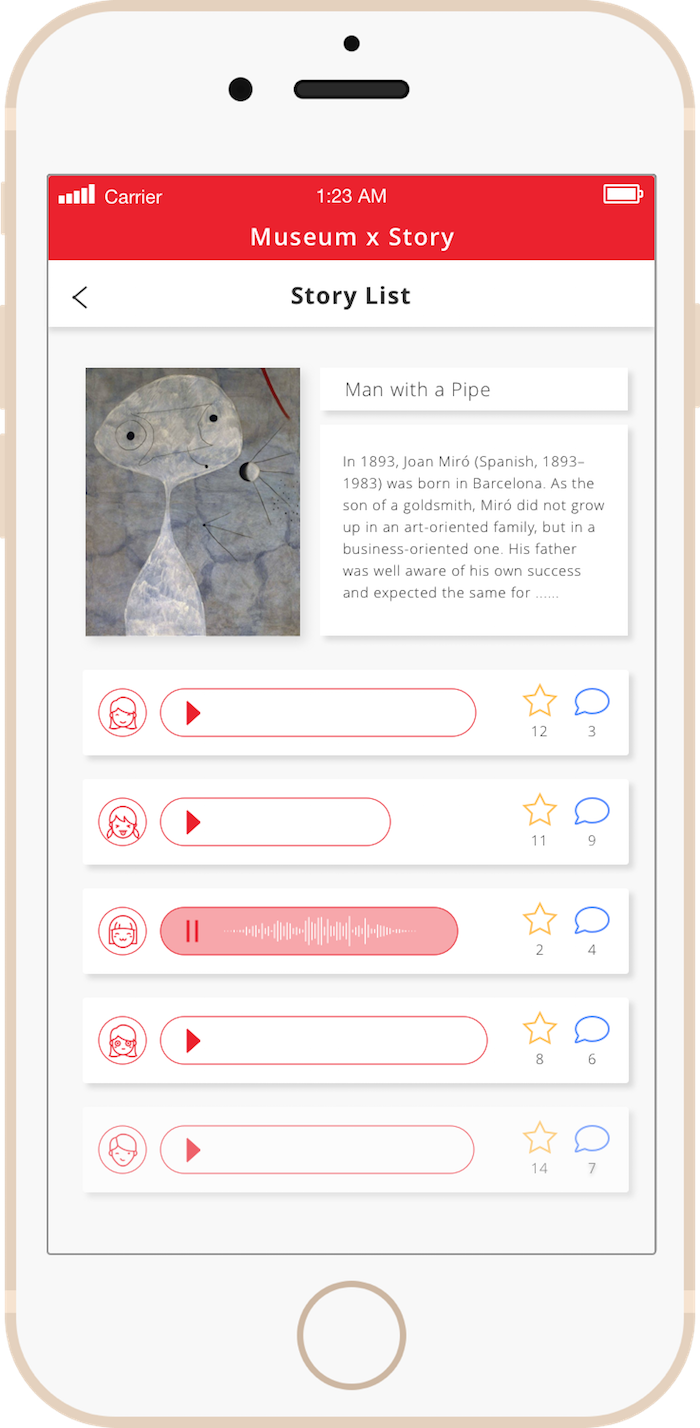 Carrier 1:23 AM
Museum x Story
Story List
Man with a Pipe
In 1893, Joan Miró (Spanish, 1893–
1983) was born in Barcelona. As the
son of a goldsmith, Miró did not grow
up in an art-oriented family, but in a
business-oriented one. His father
was well aware of his own success
and expected the same for ......
12 3
11 9
2 4
8 6
14 7